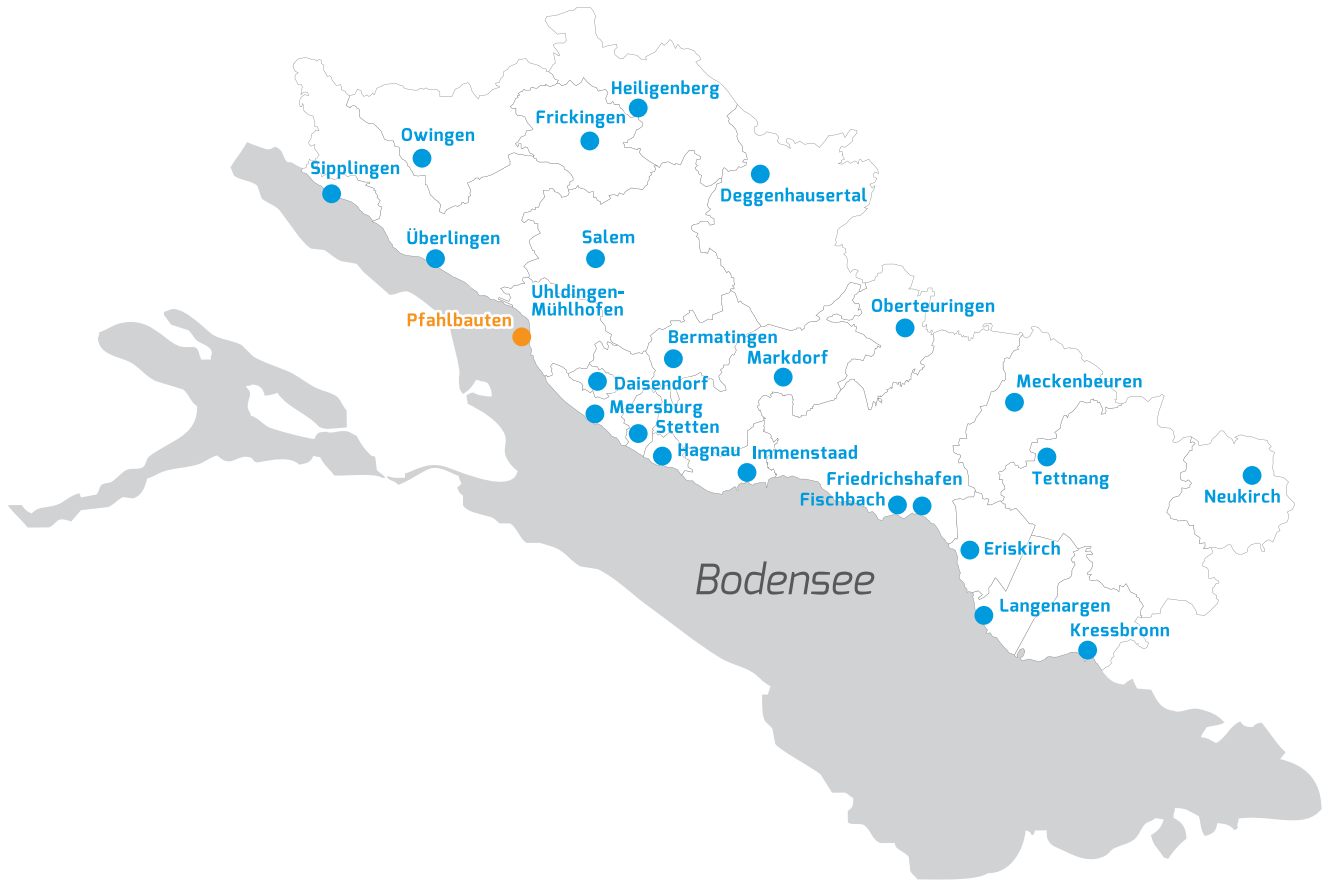 Heiligenberg
Frickingen
Owingen
Sipplingen
Deggenhausertal
Überlingen
Salem
Uhldingen-
Mühlhofen
Pfahlbauten
Oberteuringen
Bermatingen
Markdorf
Daisendorf
Meckenbeuren
Meersburg
Stetten
Hagnau
Immenstaad
Friedrichshafen
Fischbach
Tettnang
Neukirch
Eriskirch
Bodensee
Langenargen
Kressbronn